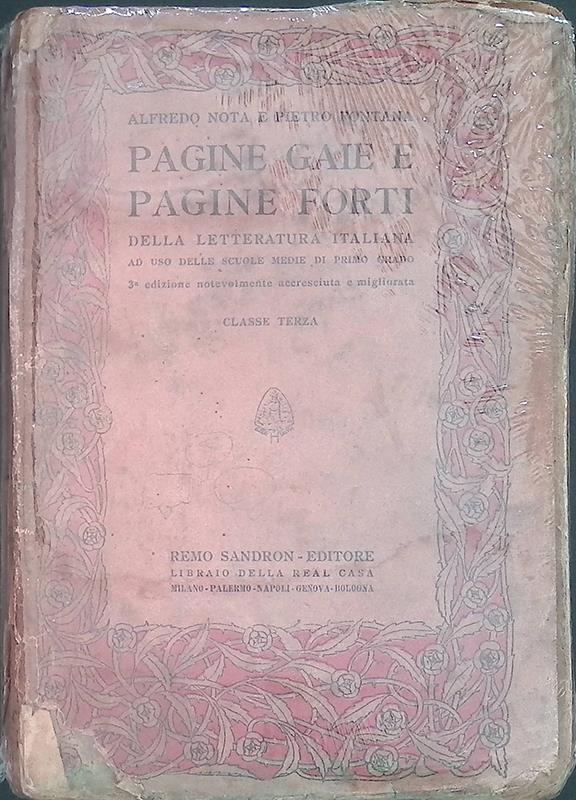 ALFREDO NOTA E PIETRO FONTANA
PAGINE GAIE E
PAGINE FORTI
DELLA LETTERATURA ITALIANA
AD USO DELLE SCUOLE MEDIE DI PRIMO GRADO
3ª edizione notevolmente accresciuta e migliorata
CLASSE TERZA
REMO SANDRON - EDITORE
LIBRAIO DELLA REAL CASA
MILANO - PALERMO - NAPOLI - GENOVA - BOLOGNA